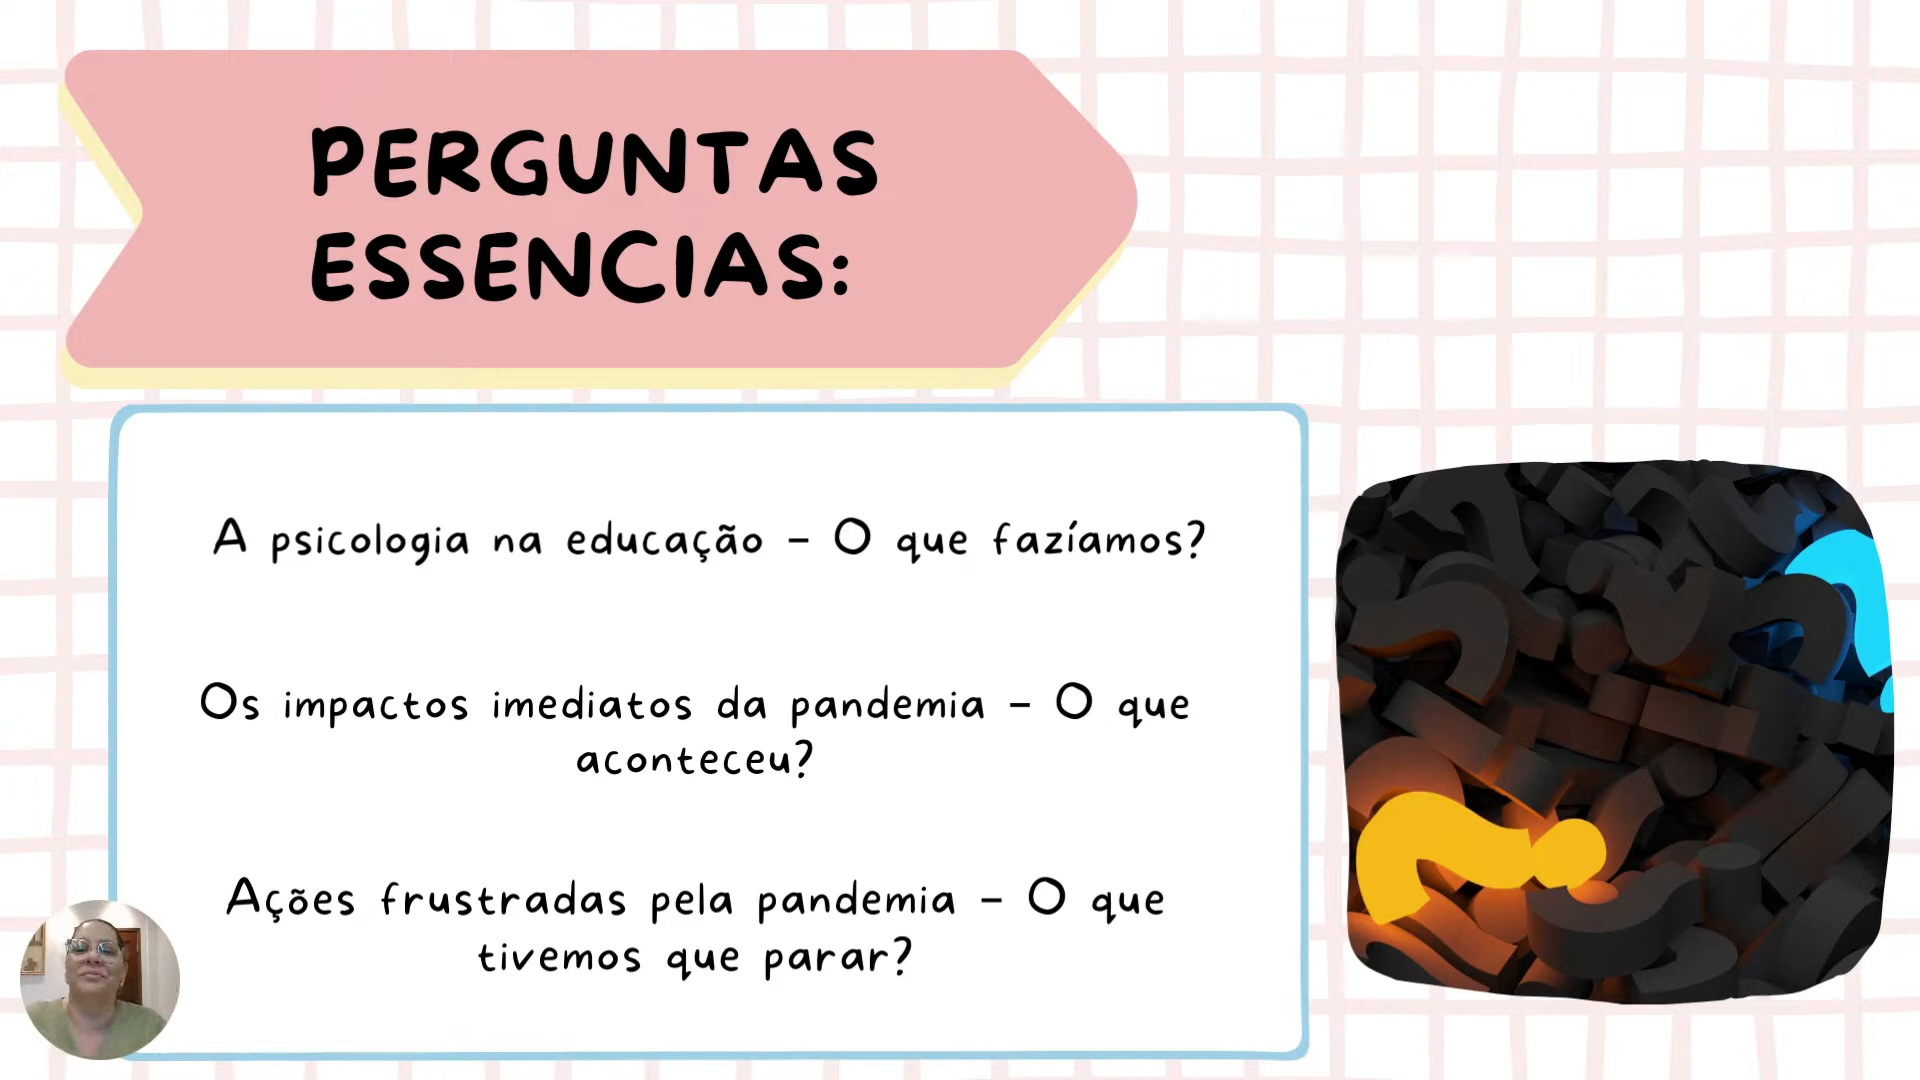 PERGUNTAS
ESSENCIAS:
A psicologia na educação – O que fazíamos?
Os impactos imediatos da pandemia – O que
aconteceu?
Ações frustradas pela pandemia – O que
tivemos que parar?